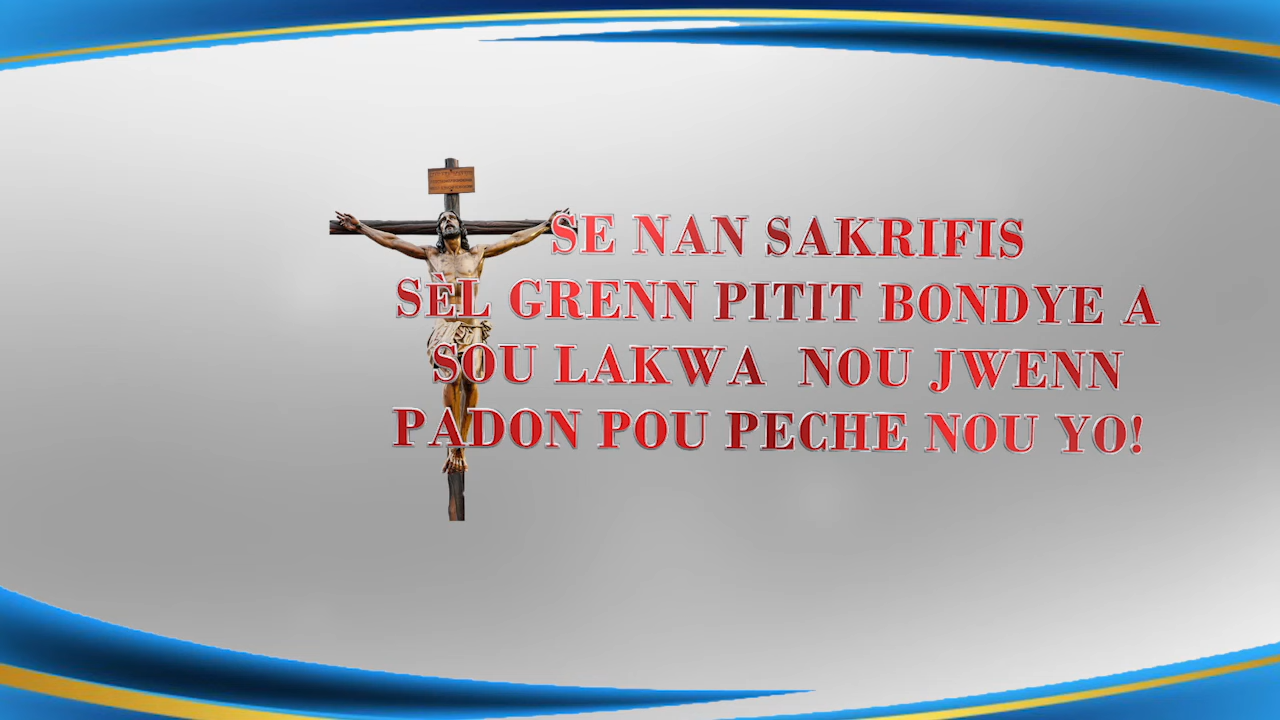 SE NAN SAKRIFIS
SÈL GRENN PITIT BONDYE A
SOU LAKWA NOU JWENN
PADON POU PECHE NOU YO!